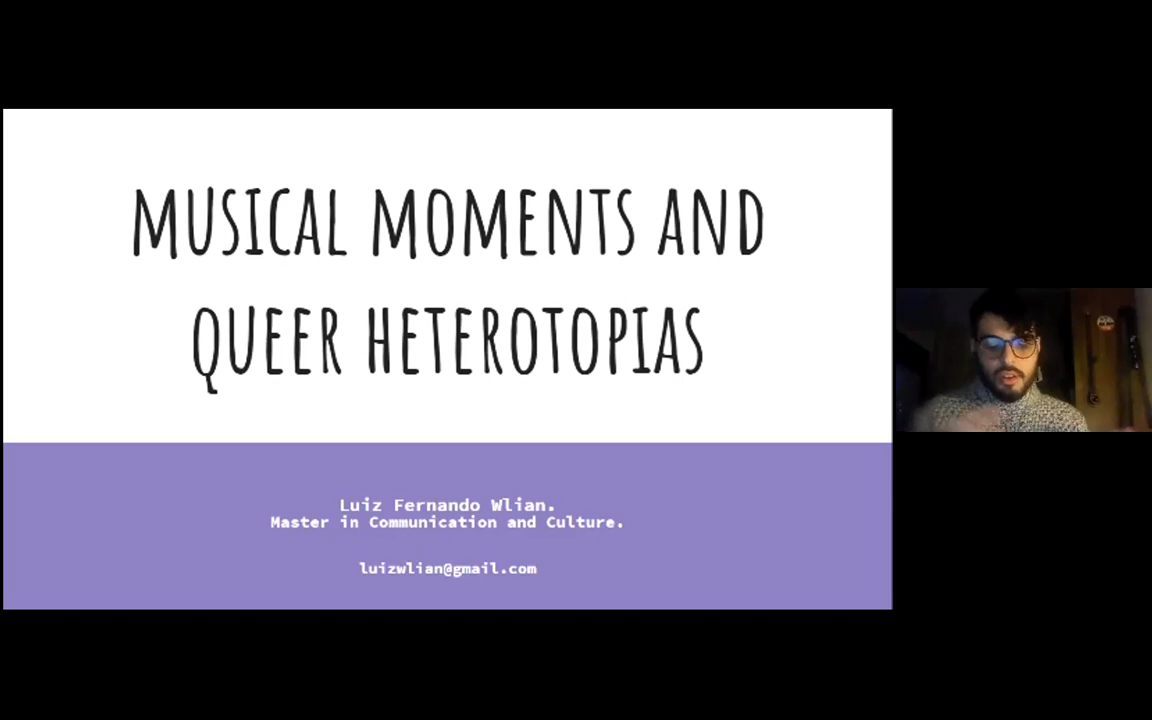 MUSICAL MOMENTS AND
QUEER HETEROTOPIAS
Luiz Fernando Wlian.
Master in Communication and Culture.
luizwlian@gmail.com